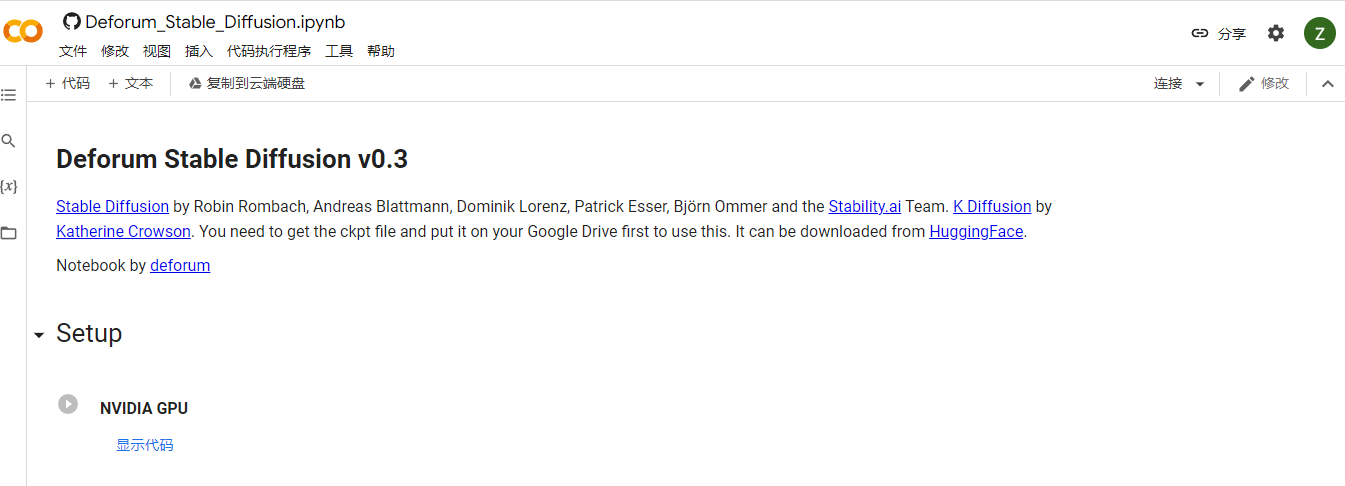 Deforum_Stable_Diffusion.ipynb
文件 修改 视图 插入 代码执行程序 工具 帮助
分享
Z
+ 代码 + 文本 复制到云端硬盘
连接
修改
{x}
Deforum Stable Diffusion v0.3
Stable Diffusion by Robin Rombach, Andreas Blattmann, Dominik Lorenz, Patrick Esser, Björn Ommer and the Stability.ai Team. K Diffusion by
Katherine Crowson. You need to get the ckpt file and put it on your Google Drive first to use this. It can be downloaded from HuggingFace.
Notebook by deforum
Setup
NVIDIA GPU
显示代码